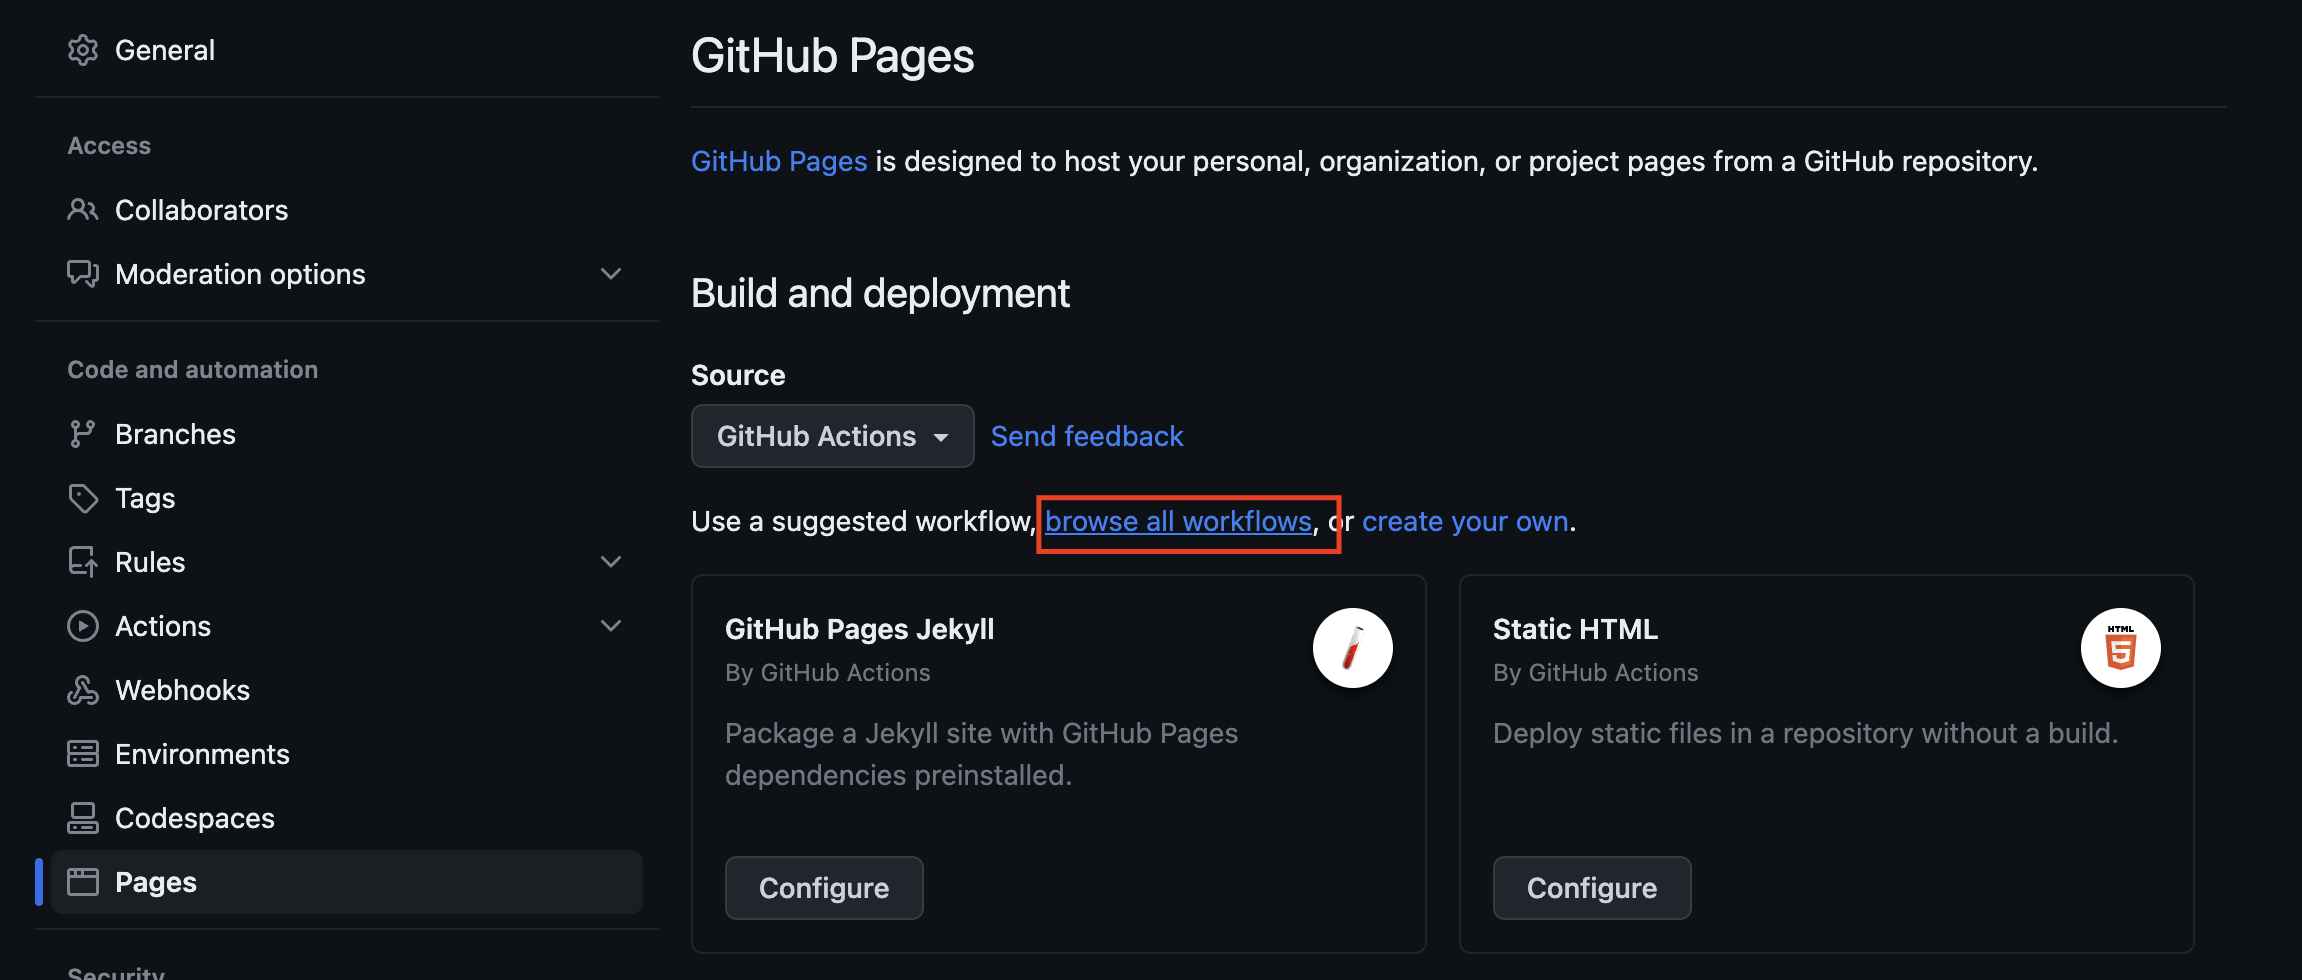 General
Access
Collaborators
Moderation options
Code and automation
Branches
Tags
Rules
Actions
Webhooks
Environments
Codespaces
Pages
Security
GitHub Pages
GitHub Pages is designed to host your personal, organization, or project pages from a GitHub repository.
Build and deployment
Source
GitHub Actions
Send feedback
Use a suggested workflow, browse all workflows, or create your own.
GitHub Pages Jekyll
By GitHub Actions
Package a Jekyll site with GitHub Pages
dependencies preinstalled.
Configure
Static HTML
By GitHub Actions
HTML
5
Deploy static files in a repository without a build.
Configure